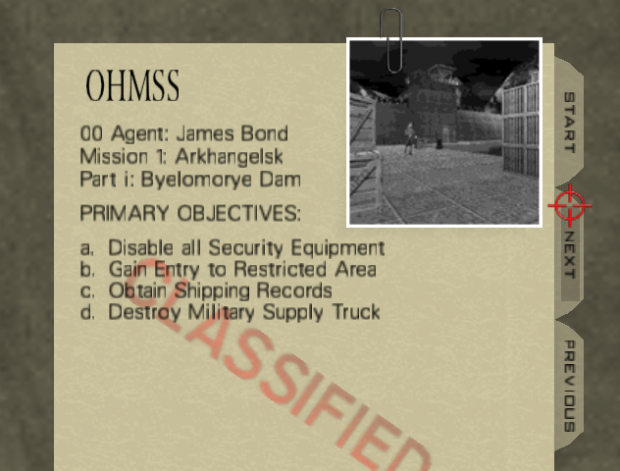 OHMSS
00 Agent: James Bond
Mission 1: Arkhangelsk
Part i: Byelomorye Dam
PRIMARY OBJECTIVES:
a. Disable all Security Equipment
b. Gain Entry to Restricted Area
c. Obtain Shipping Records
d. Destroy Military Supply Truck
CLASSIFIED
START
NEXT
PREVIOUS